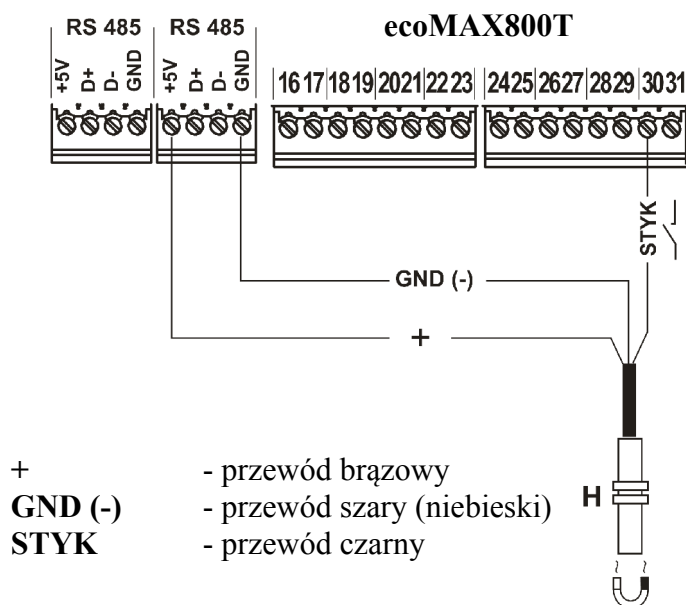 RS 485 RS 485 ecoMAX800T
+5V D+ D- GND +5V D+ D- GND 16 17 18 19 20 21 22 23 24 25 26 27 28 29 30 31
STYK
GND (-)
+
+ - przewód brązowy
GND (-) - przewód szary (niebieski)
H
STYK - przewód czarny